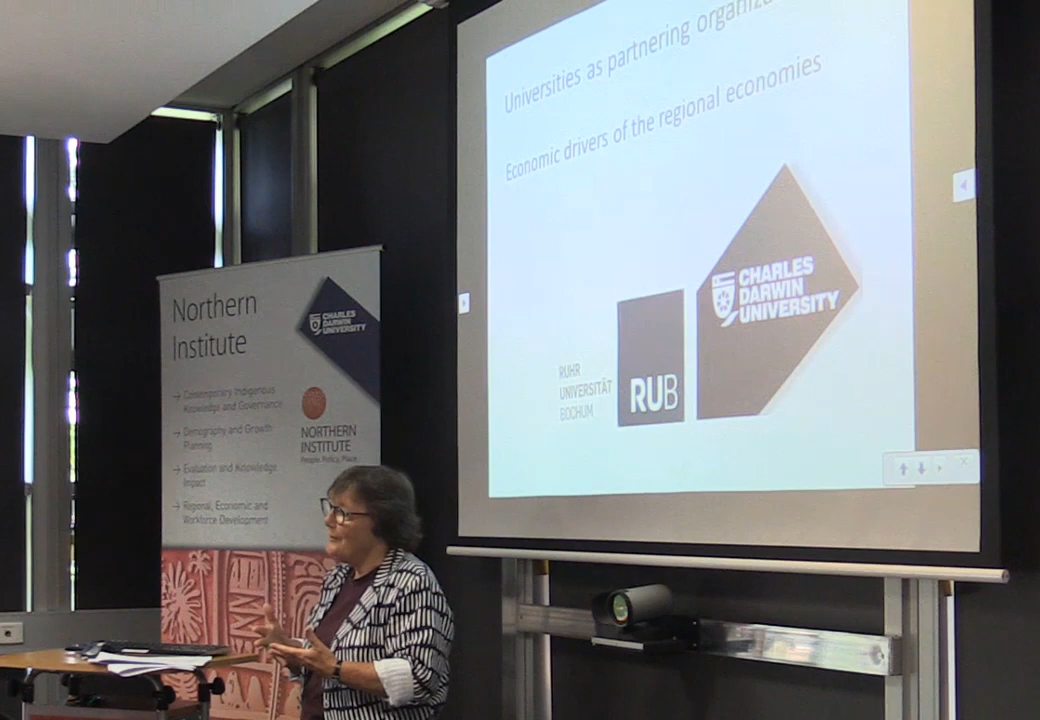 Universities as partnering
Economic drivers of the regional economies
CHARLES
DARWIN
UNIVERSITY
RUHR
UNIVERSITÄT
BOCHUM
RUB
Northern
Institute
CHARLES
DARWIN
UNIVERSITY
→ Contemporary Indigenous
Knowledge and Governance
→ Demography and Growth
Planning
→ Evaluation and Knowledge
Impact
→ Regional, Economic and
Workforce Development
NORTHERN
INSTITUTE
People. Policy. Place.